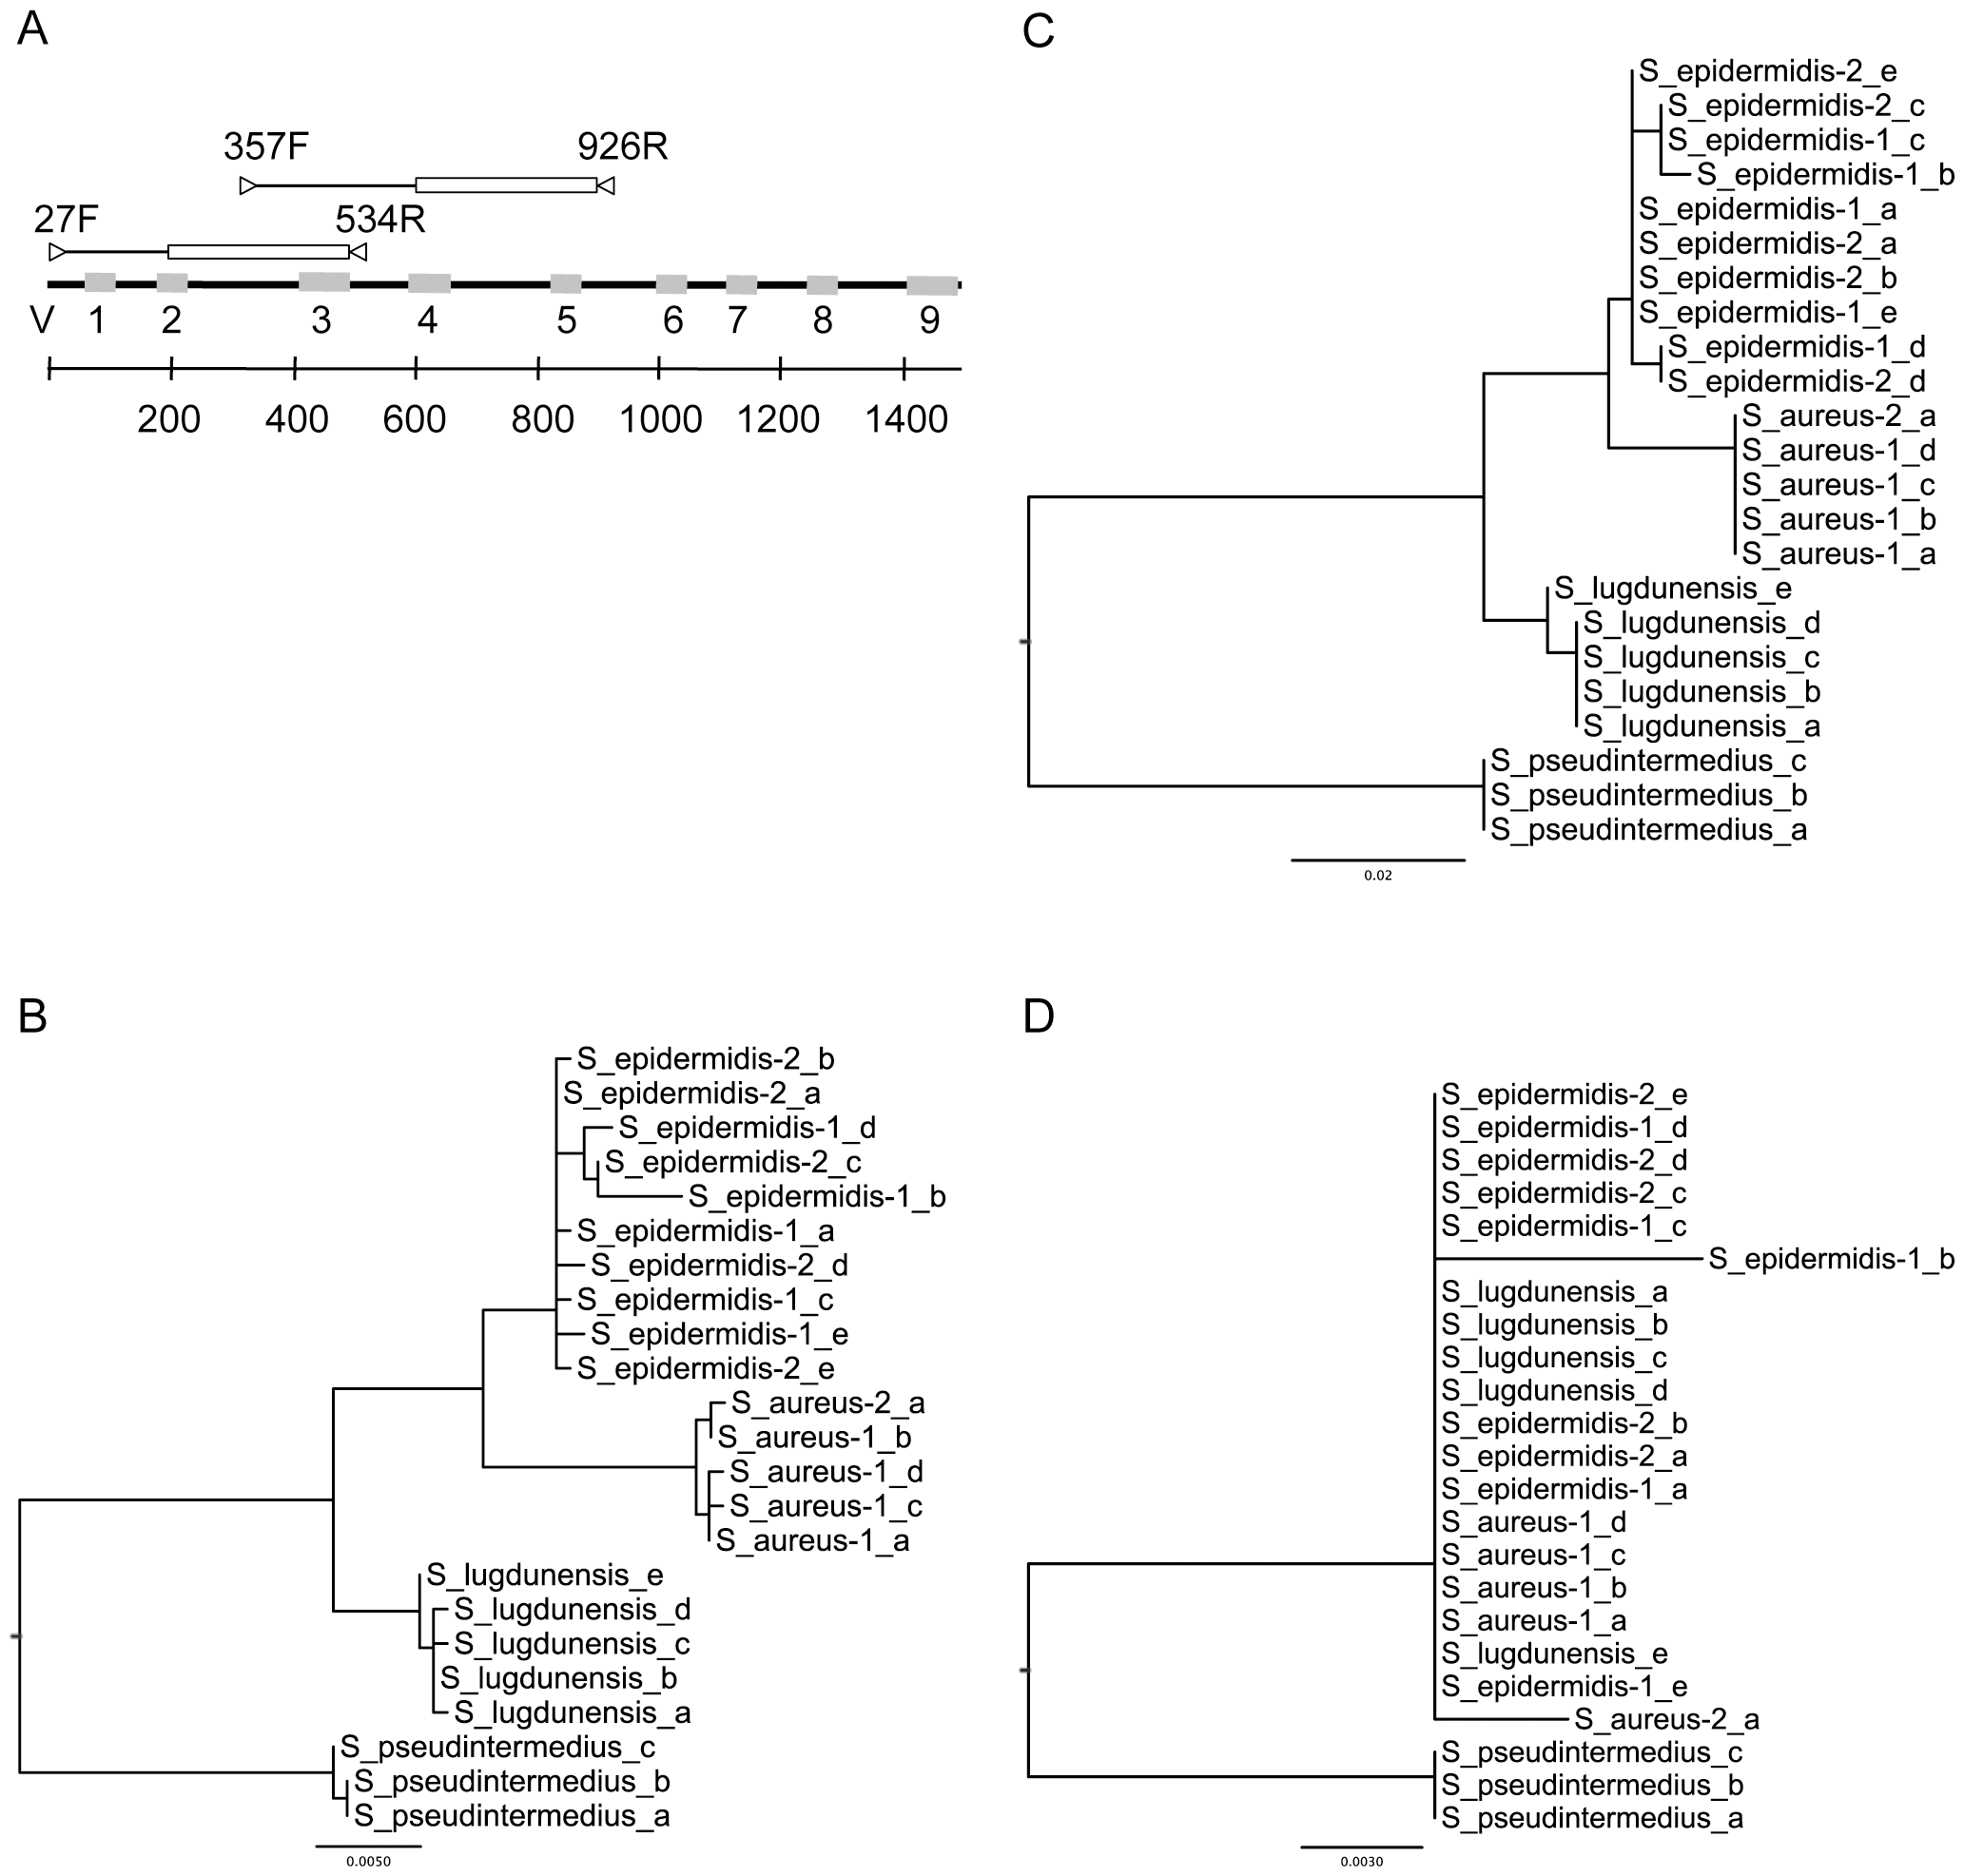 A
357F 926R
27F 534R
V 1 2 3 4 5 6 7 8 9
200 400 600 800 1000 1200 1400
C
S_epidermidis-2_e
S_epidermidis-2_c
S_epidermidis-1_c
S_epidermidis-1_b
S_epidermidis-1_a
S_epidermidis-2_a
S_epidermidis-2_b
S_epidermidis-1_e
S_epidermidis-1_d
S_epidermidis-2_d
S_aureus-2_a
S_aureus-1_d
S_aureus-1_c
S_aureus-1_b
S_aureus-1_a
S_lugdunensis_e
S_lugdunensis_d
S_lugdunensis_c
S_lugdunensis_b
S_lugdunensis_a
S_pseudintermedius_c
S_pseudintermedius_b
S_pseudintermedius_a
0.02
B
S_epidermidis-2_b
S_epidermidis-2_a
S_epidermidis-1_d
S_epidermidis-2_c
S_epidermidis-1_b
S_epidermidis-1_a
S_epidermidis-2_d
S_epidermidis-1_c
S_epidermidis-1_e
S_epidermidis-2_e
S_aureus-2_a
S_aureus-1_b
S_aureus-1_d
S_aureus-1_c
S_aureus-1_a
S_lugdunensis_e
S_lugdunensis_d
S_lugdunensis_c
S_lugdunensis_b
S_lugdunensis_a
S_pseudintermedius_c
S_pseudintermedius_b
S_pseudintermedius_a
0.0050
D
S_epidermidis-2_e
S_epidermidis-1_d
S_epidermidis-2_d
S_epidermidis-2_c
S_epidermidis-1_c
S_epidermidis-1_b
S_lugdunensis_a
S_lugdunensis_b
S_lugdunensis_c
S_lugdunensis_d
S_epidermidis-2_b
S_epidermidis-2_a
S_epidermidis-1_a
S_aureus-1_d
S_aureus-1_c
S_aureus-1_b
S_aureus-1_a
S_lugdunensis_e
S_epidermidis-1_e
S_aureus-2_a
S_pseudintermedius_c
S_pseudintermedius_b
S_pseudintermedius_a
0.0030